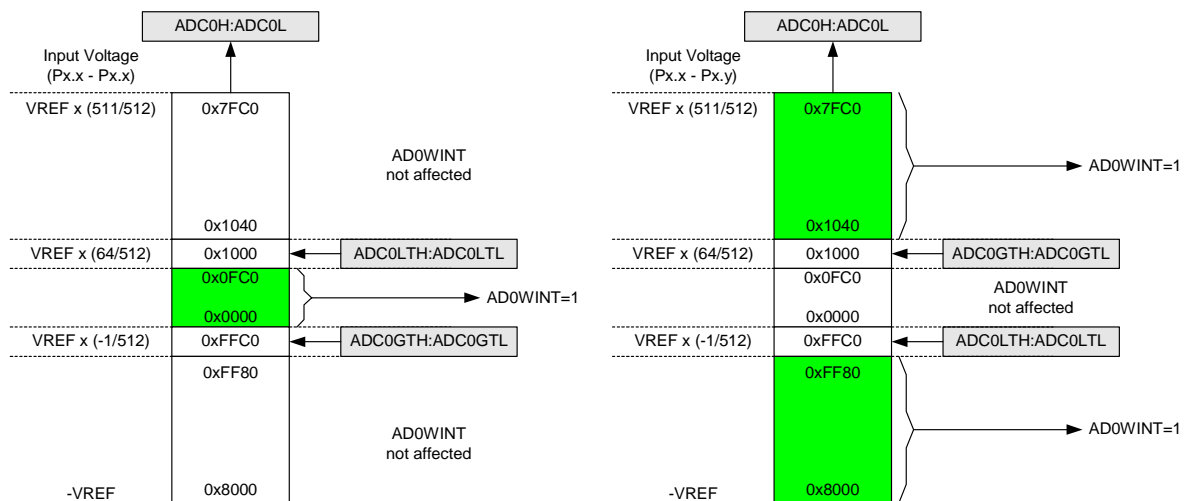 ADC0H:ADC0L
Input Voltage
(Px.x - Px.x)
VREF x (511/512)
0x7FC0
AD0WINT
not affected
0x1040
VREF x (64/512)
0x1000
ADC0LTH:ADC0LTL
0x0FC0
AD0WINT=1
0x0000
VREF x (-1/512)
0xFFC0
ADC0GTH:ADC0GTL
0xFF80
AD0WINT
not affected
-VREF
0x8000
ADC0H:ADC0L
Input Voltage
(Px.x - Px.y)
VREF x (511/512)
0x7FC0
AD0WINT=1
0x1040
VREF x (64/512)
0x1000
ADC0GTH:ADC0GTL
0x0FC0
AD0WINT
not affected
0x0000
VREF x (-1/512)
0xFFC0
ADC0LTH:ADC0LTL
0xFF80
AD0WINT=1
-VREF
0x8000